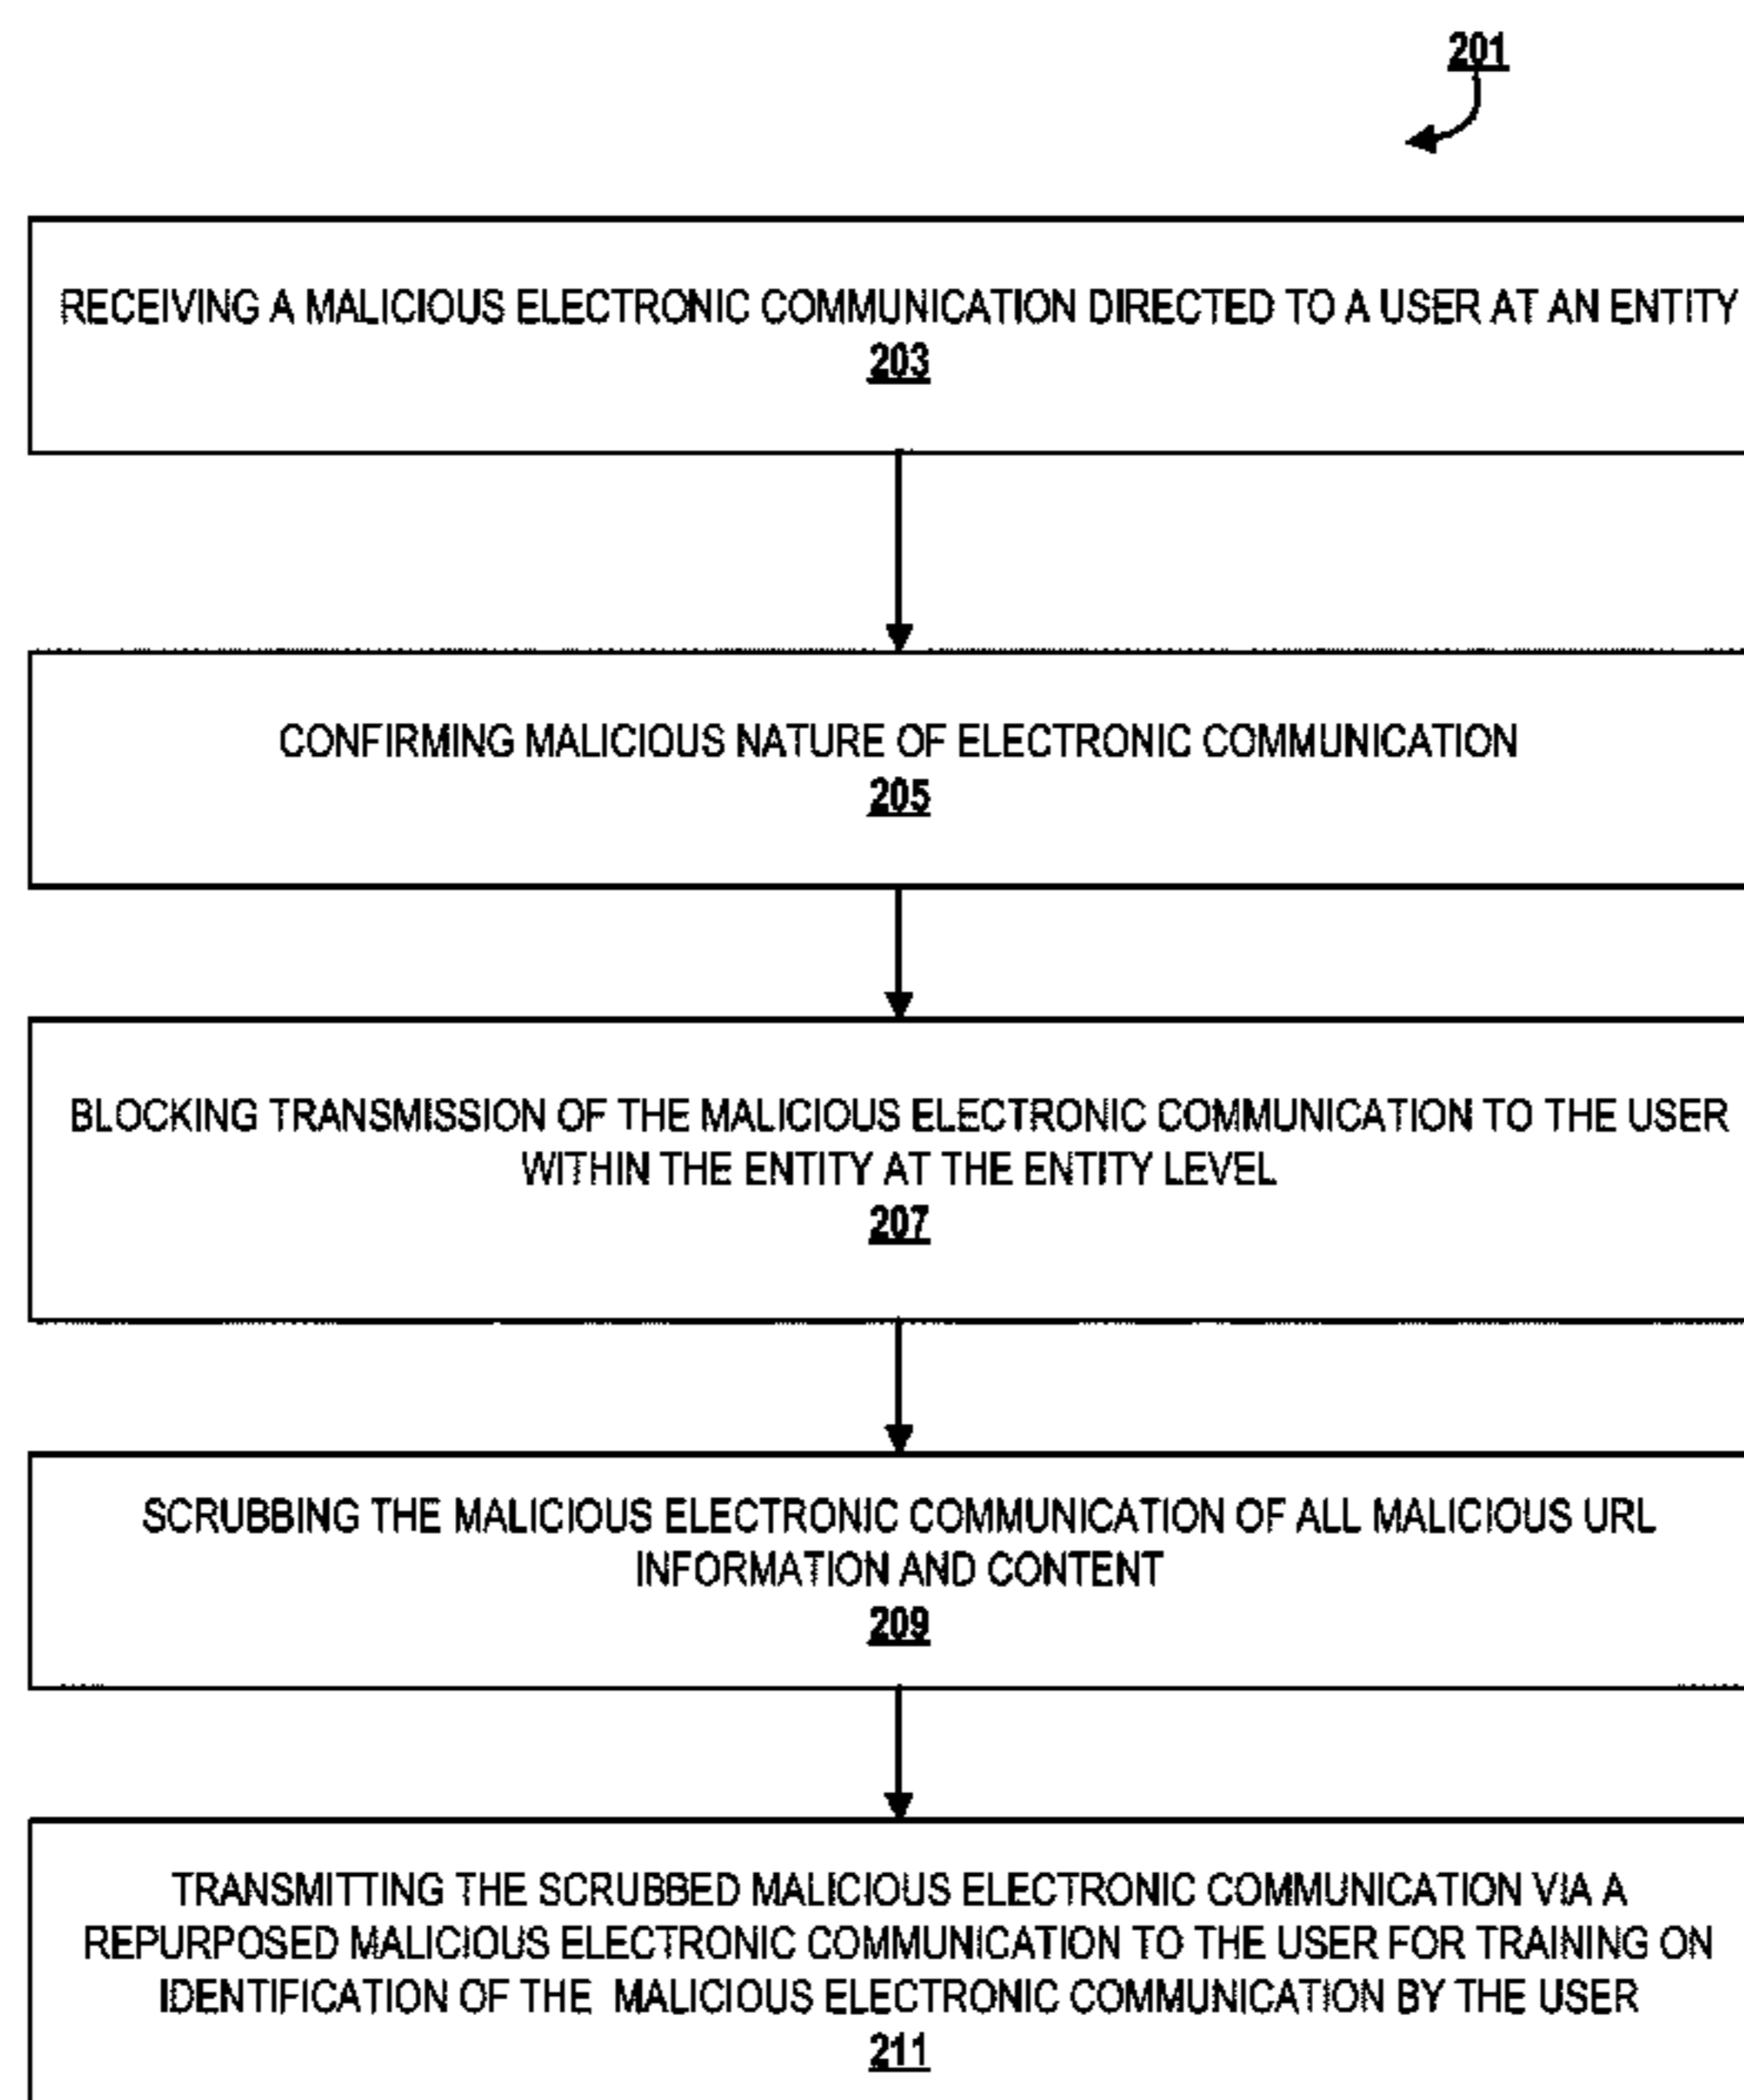 201
RECEIVING A MALICIOUS ELECTRONIC COMMUNICATION DIRECTED TO A USER AT AN ENTITY
203
CONFIRMING MALICIOUS NATURE OF ELECTRONIC COMMUNICATION
205
BLOCKING TRANSMISSION OF THE MALICIOUS ELECTRONIC COMMUNICATION TO THE USER
WITHIN THE ENTITY AT THE ENTITY LEVEL
207
SCRUBBING THE MALICIOUS ELECTRONIC COMMUNICATION OF ALL MALICIOUS URL
INFORMATION AND CONTENT
209
TRANSMITTING THE SCRUBBED MALICIOUS ELECTRONIC COMMUNICATION VIA A
REPURPOSED MALICIOUS ELECTRONIC COMMUNICATION TO THE USER FOR TRAINING ON
IDENTIFICATION OF THE MALICIOUS ELECTRONIC COMMUNICATION BY THE USER
211